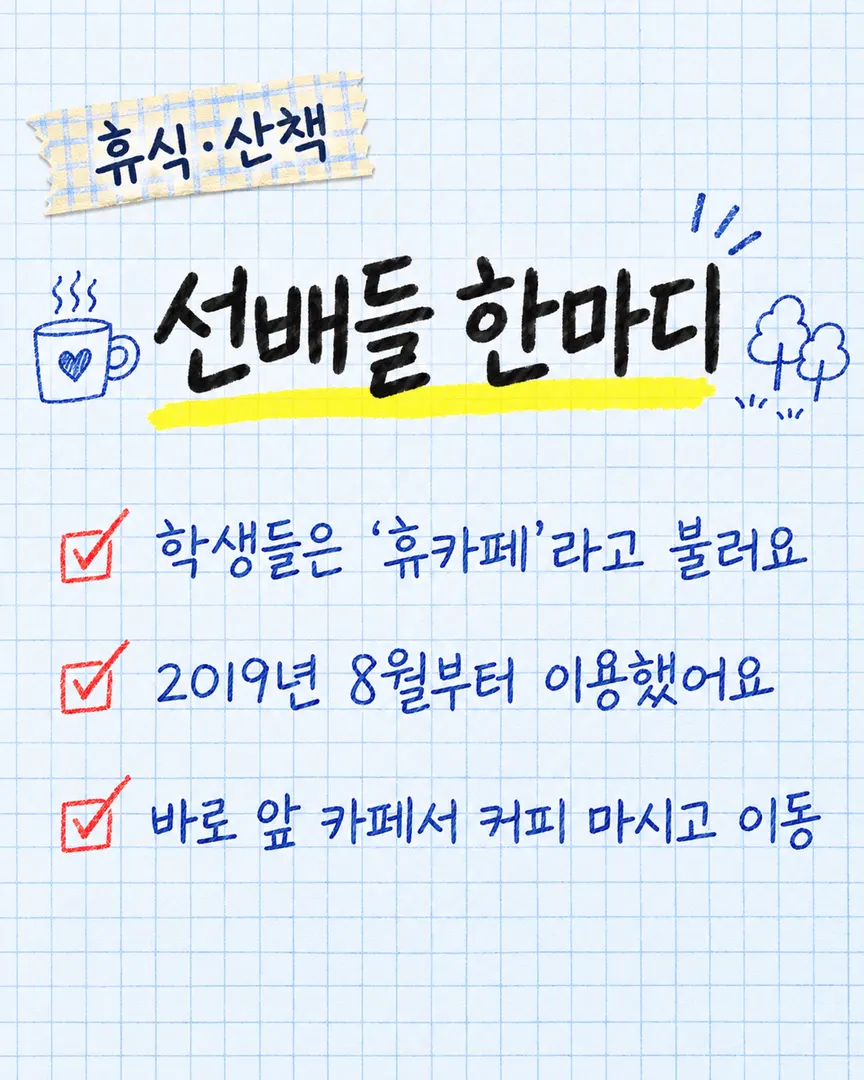 휴식·산책
선배들 한마디
학생들은 ‘휴카페’라고 불러요
2019년 8월부터 이용했어요
바로 앞 카페서 커피 마시고 이동